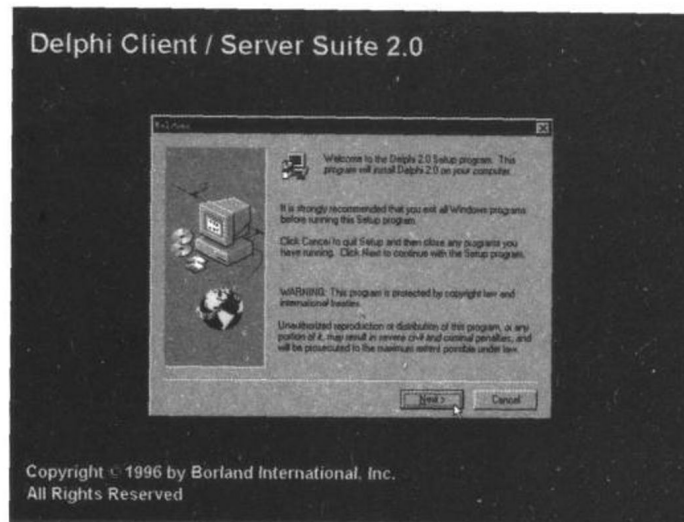 Delphi Client / Server Suite 2.0
Welcome
Welcome to the Delphi 2.0 Setup program. This
program will install Delphi 2.0 on your computer.
It is strongly recommended that you exit all Windows programs
before running this Setup program.
Click Cancel to quit Setup and then close any programs you
have running. Click Next to continue with the Setup program.
WARNING: This program is protected by copyright law and
international treaties.
Unauthorized reproduction or distribution of this program, or any
portion of it, may result in severe civil and criminal penalties, and
will be prosecuted to the maximum extent possible under law.
Next > Cancel
Copyright © 1996 by Borland International, Inc.
All Rights Reserved